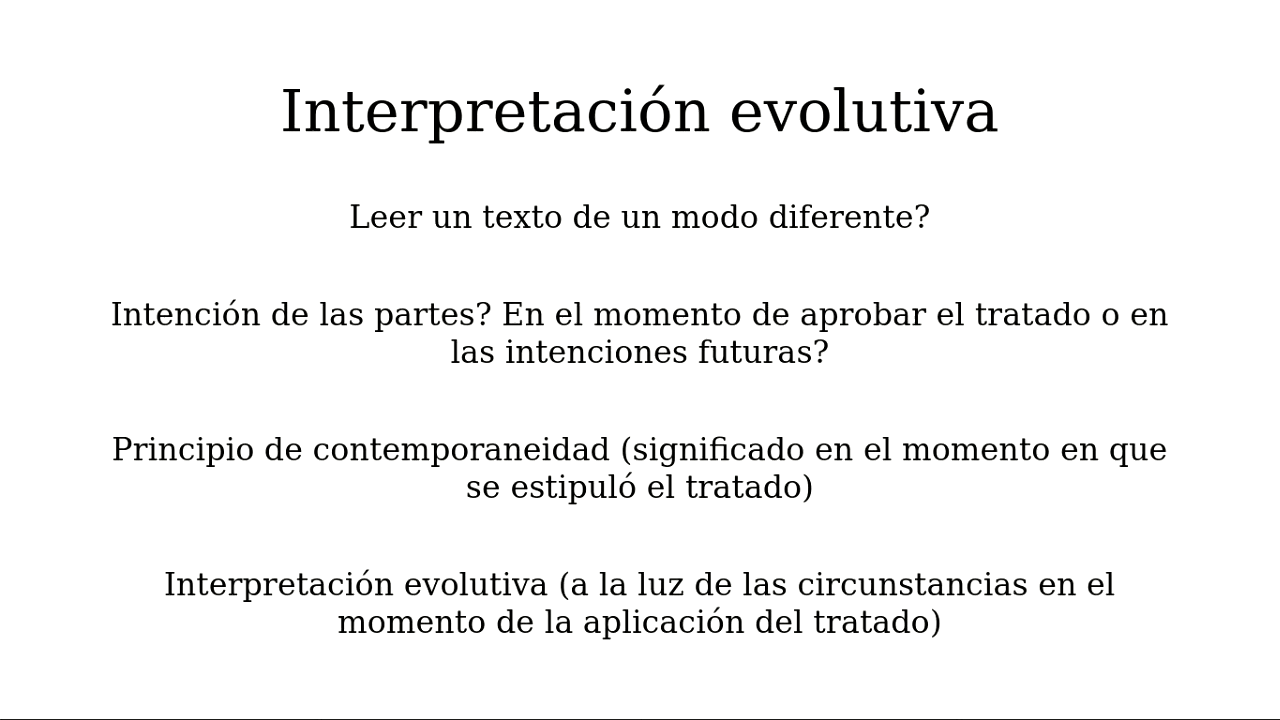 Interpretación evolutiva
Leer un texto de un modo diferente?
Intención de las partes? En el momento de aprobar el tratado o en
las intenciones futuras?
Principio de contemporaneidad (significado en el momento en que
se estipuló el tratado)
Interpretación evolutiva (a la luz de las circunstancias en el
momento de la aplicación del tratado)